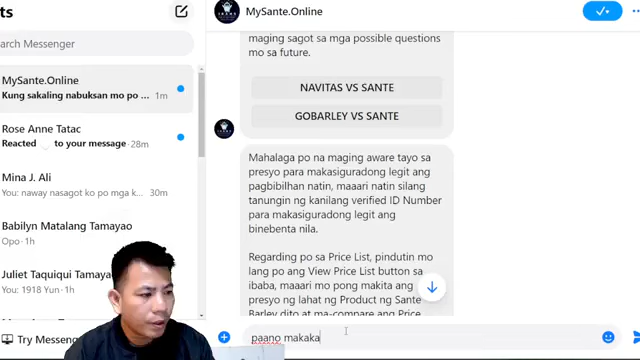 ts
arch Messenger
MySante.Online
Kung sakaling nabuksan mo po ... 1m
Rose Anne Tatac
Reacted to your message · 28m
Mina J. Ali
You: naway nasagot ko po mga k... 30m
Babilyn Matalang Tamayao
Opo · 1h
Juliet Taquiqui Tamaya
You: 1918 Yun · 1h
Try Messenger
MySante.Online
maging sagot sa mga possible questions
mo sa future.
NAVITAS VS SANTE
GOBARLEY VS SANTE
Mahalaga po na maging aware tayo sa
presyo para makasiguradong legit ang
pagbibilhan natin, maaari natin silang
tanungin ng kanilang verified ID Number
para makasiguradong legit ang
binebenta nila.
Regarding po sa Price List, pindutin mo
lang po ang View Price List button sa
ibaba, maaari mo pong makita ang
presyo ng lahat ng Product ng Sante
Barley dito at ma-compare ang Price
paano makaka